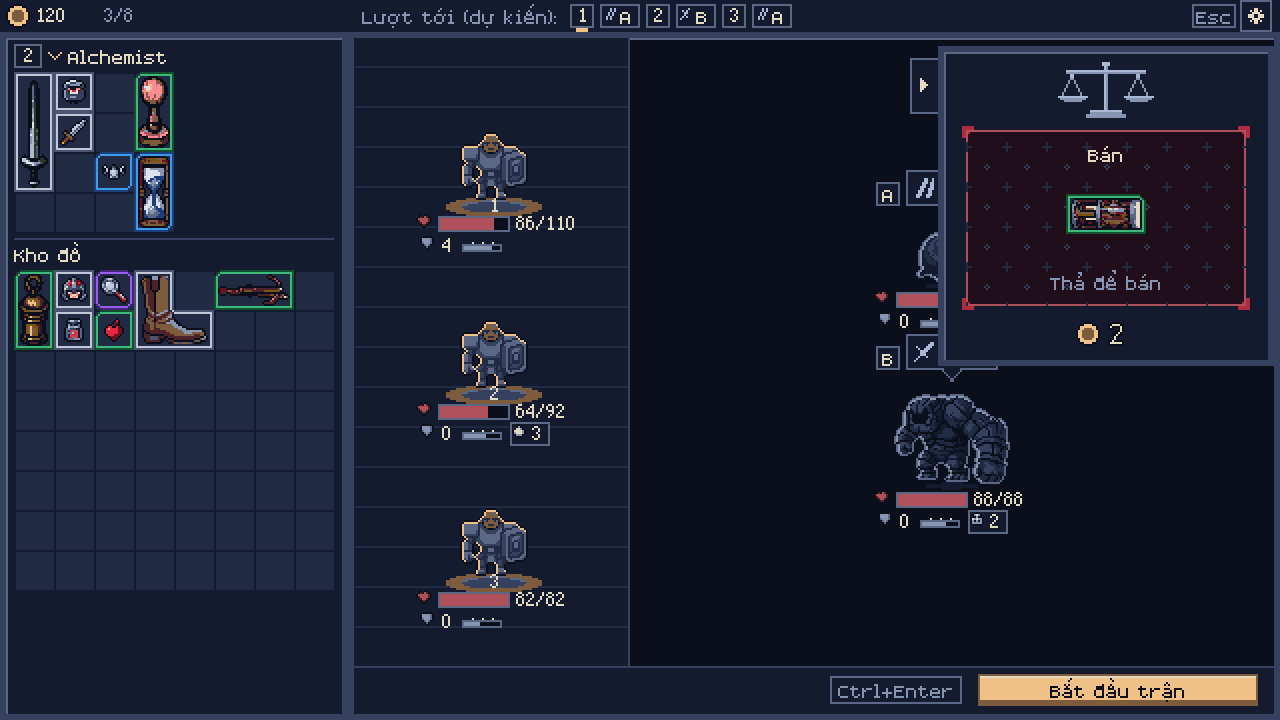 120 3/8 Lượt tới (dự kiến): 1 A 2 B 3 A Esc
2 Alchemist
Kho đồ
1
86/110
4
2
64/92
0 3
3
82/82
0
A
0
B
88/88
0 2
Bán
Thả để bán
2
Ctrl+Enter Bắt đầu trận